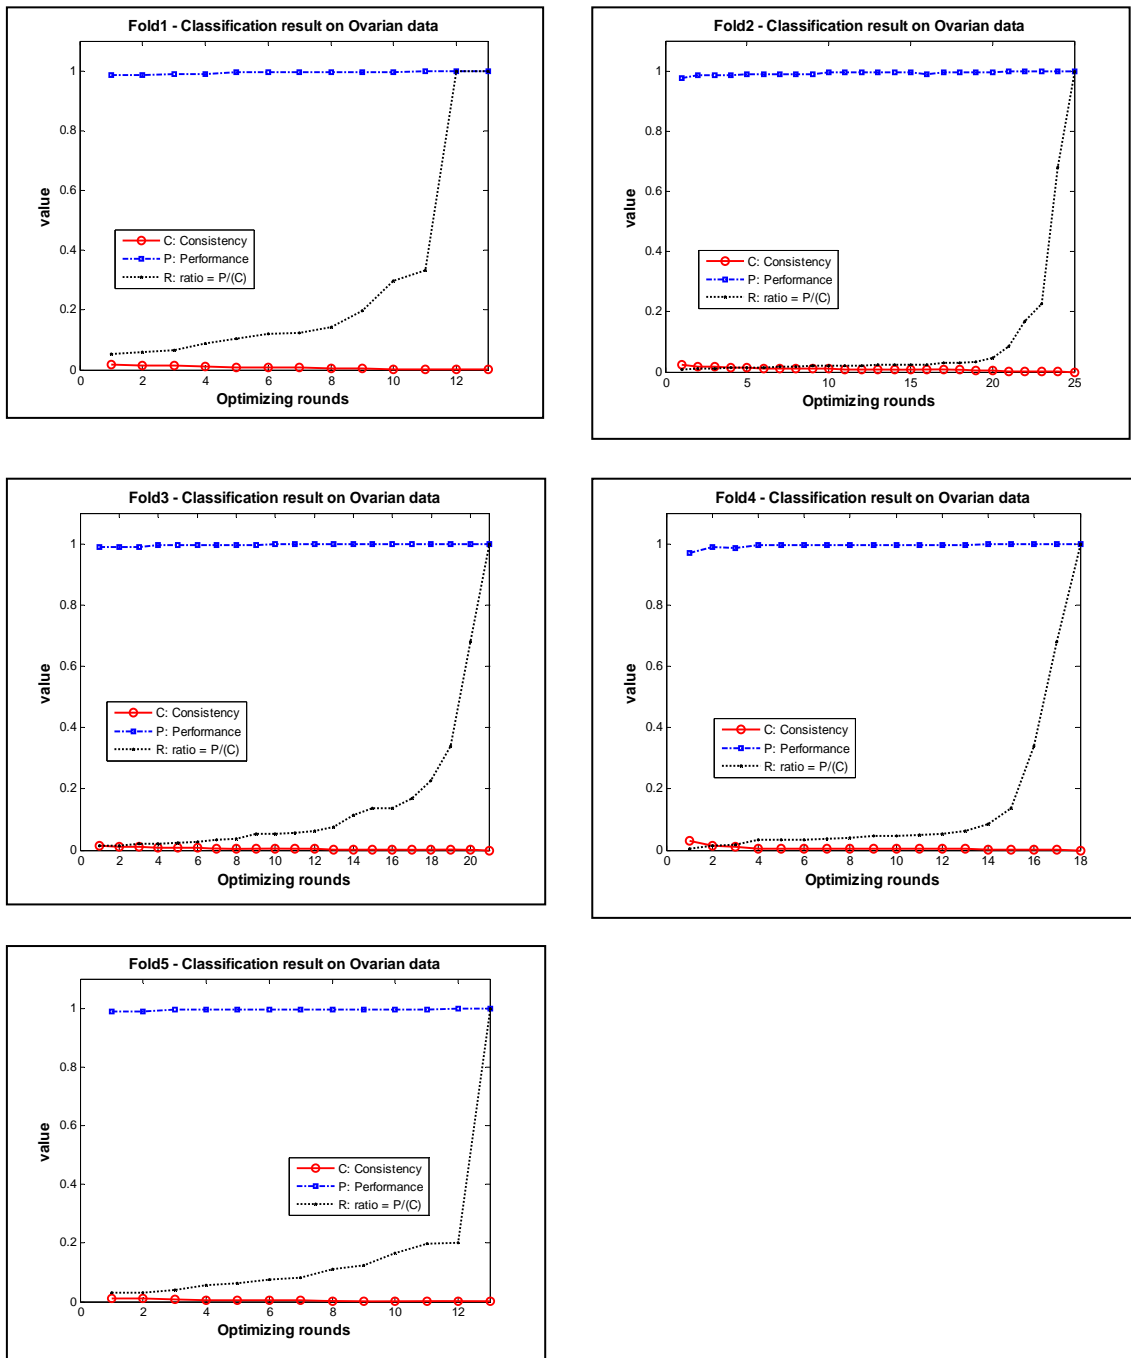 Fold1 - Classification result on Ovarian data
1
0.8
0.6
0.4
0.2
0
value
C: Consistency
P: Performance
R: ratio = P/(C)
0 2 4 6 8 10 12
Optimizing rounds
Fold2 - Classification result on Ovarian data
1
0.8
0.6
0.4
0.2
0
value
C: Consistency
P: Performance
R: ratio = P/(C)
0 5 10 15 20 25
Optimizing rounds
Fold3 - Classification result on Ovarian data
1
0.8
0.6
0.4
0.2
0
value
C: Consistency
P: Performance
R: ratio = P/(C)
0 2 4 6 8 10 12 14 16 18 20
Optimizing rounds
Fold4 - Classification result on Ovarian data
1
0.8
0.6
0.4
0.2
0
value
C: Consistency
P: Performance
R: ratio = P/(C)
0 2 4 6 8 10 12 14 16 18
Optimizing rounds
Fold5 - Classification result on Ovarian data
1
0.8
0.6
0.4
0.2
0
value
C: Consistency
P: Performance
R: ratio = P/(C)
0 2 4 6 8 10 12
Optimizing rounds